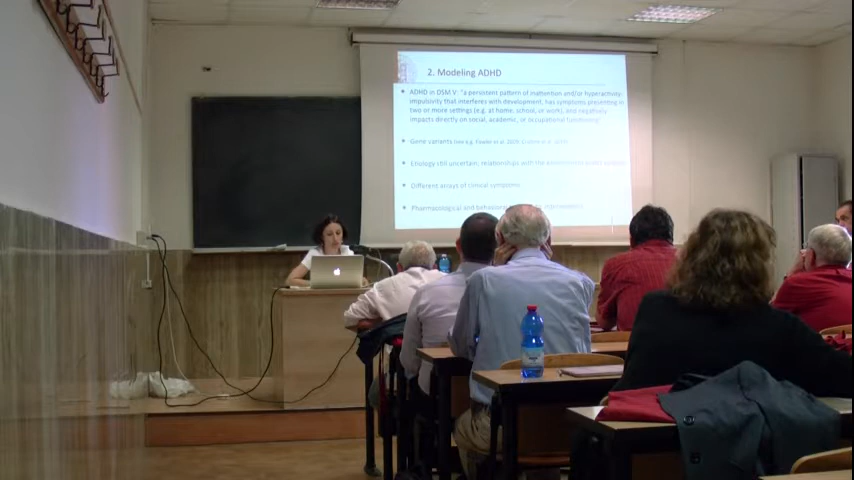 2. Modeling ADHD
ADHD in DSM V: "a persistent pattern of inattention and/or hyperactivity-
impulsivity that interferes with development, has symptoms presenting in
two or more settings (e.g. at home, school, or work), and negatively
impacts directly on social, academic, or occupational functioning"
Gene variants (see e.g.
Etiology still uncertain; relationships with the
Different arrays of clinical symptoms
Pharmacological and behavioral